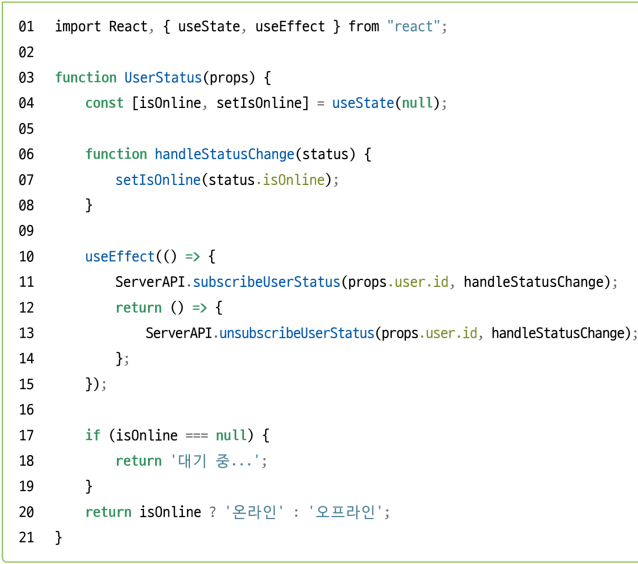 01 import React, { useState, useEffect } from "react";
02
03 function UserStatus(props) {
04     const [isOnline, setIsOnline] = useState(null);
05
06     function handleStatusChange(status) {
07         setIsOnline(status.isOnline);
08     }
09
10     useEffect(() => {
11         ServerAPI.subscribeUserStatus(props.user.id, handleStatusChange);
12         return () => {
13             ServerAPI.unsubscribeUserStatus(props.user.id, handleStatusChange);
14         };
15     });
16
17     if (isOnline === null) {
18         return '대기 중...';
19     }
20     return isOnline ? '온라인' : '오프라인';
21 }